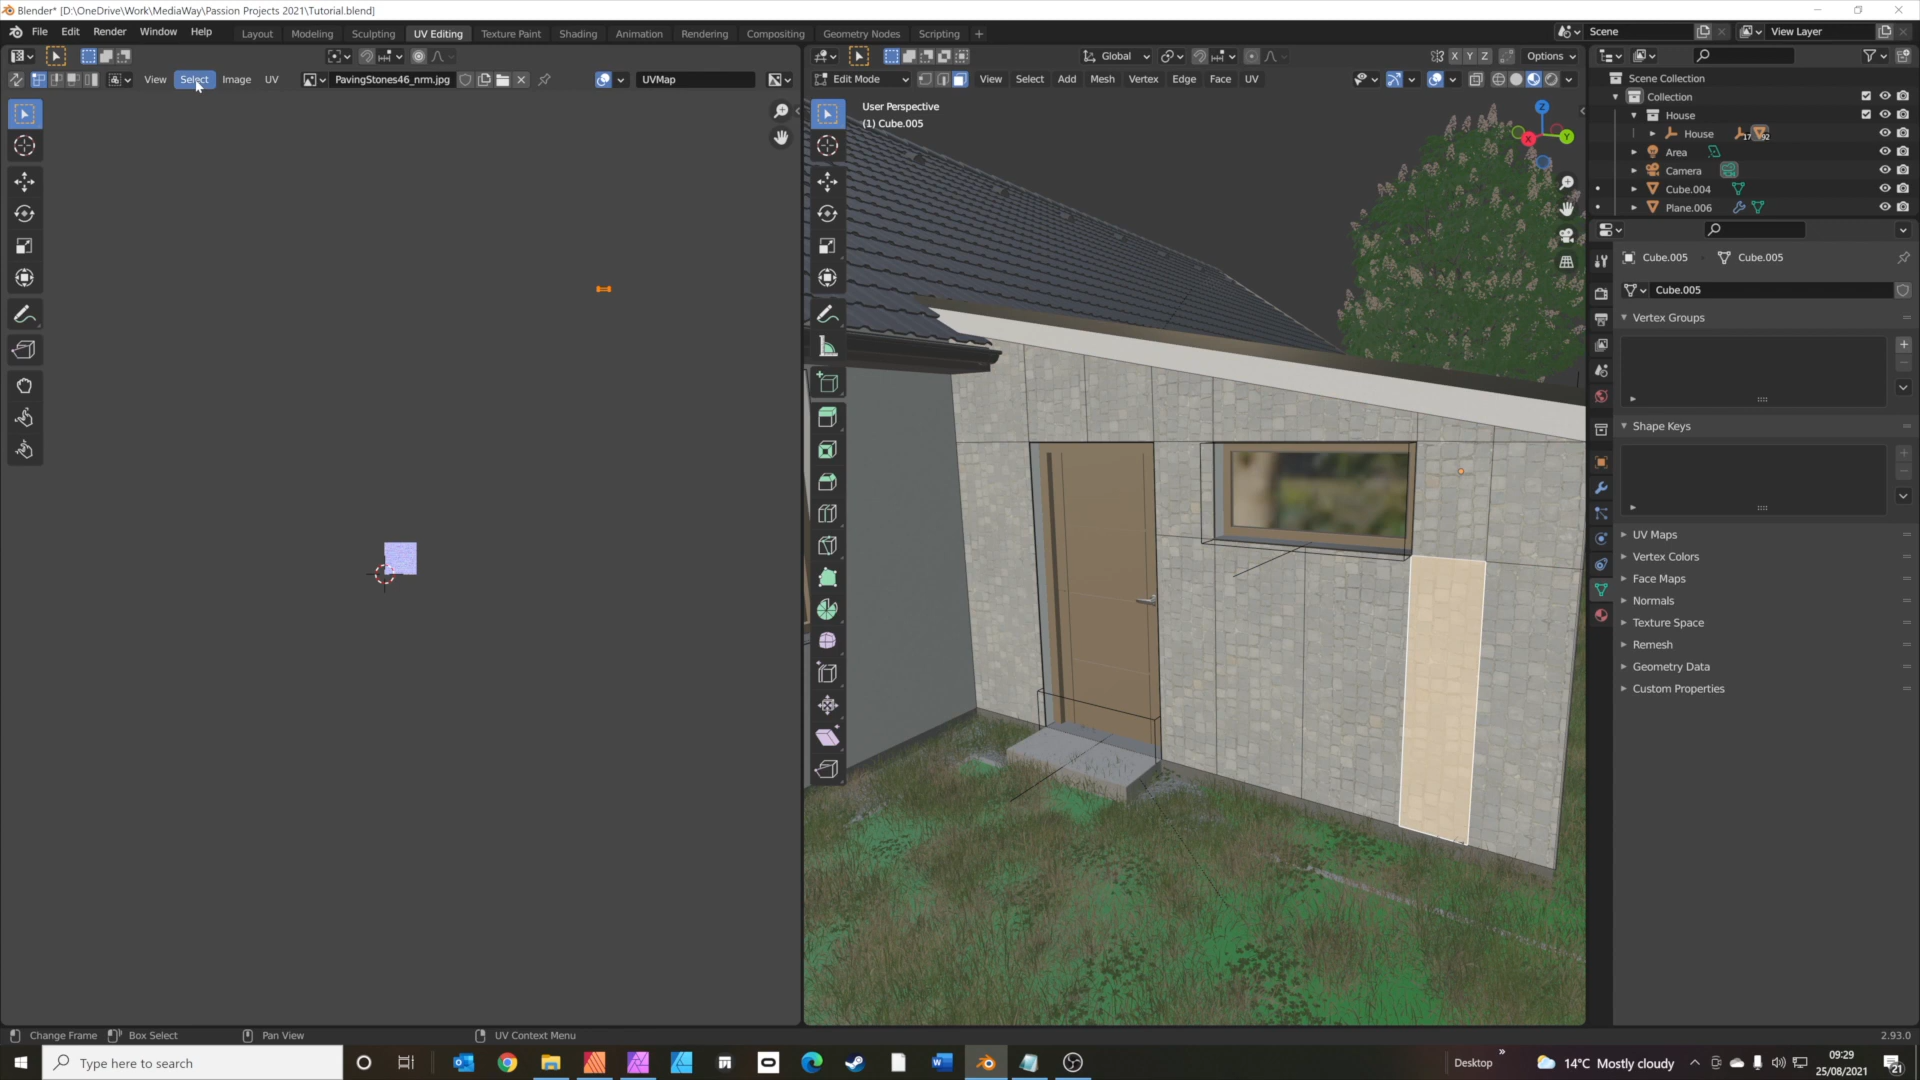 Blender* [D:\OneDrive\Work\MediaWay\Passion Projects 2021\Tutorial.blend]
File Edit Render Window Help
Layout Modeling Sculpting UV Editing Texture Paint Shading Animation Rendering Compositing Geometry Nodes Scripting +
Scene
View Layer
Global
X Y Z
Options
View Select Image UV
PavingStones46_nrm.jpg
UVMap
Edit Mode
View Select Add Mesh Vertex Edge Face UV
User Perspective
(1) Cube.005
Z
Y
X
Scene Collection
Collection
House
House
Area
Camera
Cube.004
Plane.006
Cube.005
Cube.005
Cube.005
Vertex Groups
Shape Keys
UV Maps
Vertex Colors
Face Maps
Normals
Texture Space
Remesh
Geometry Data
Custom Properties
Change Frame
Box Select
Pan View
UV Context Menu
2.93.0
Type here to search
Desktop
14°C Mostly cloudy
09:29
25/08/2021
21